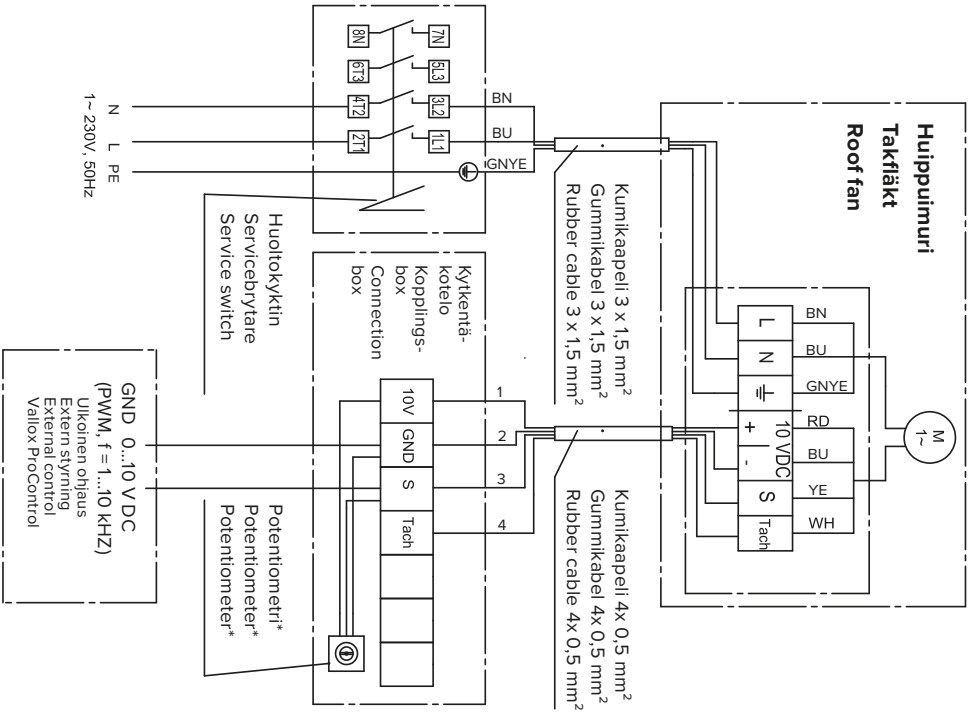 8N
7N
6T3
5L3
4T2
3L2
2T1
1L1
BN
BU
GNYE
1~ 230V, 50Hz
N
L
PE
Huoltokyktin
Servicebrytare
Service switch
Huippuimuri
Takfläkt
Roof fan
Kumikaapeli 3 x 1,5 mm²
Gummikabel 3 x 1,5 mm²
Rubber cable 3 x 1,5 mm²
L
N
+
10 VDC
-
S
Tach
BN
BU
GNYE
RD
BU
YE
WH
M
1~
Kytkentä-
kotelo
Kopplings-
box
Connection
box
10V
GND
S
Tach
1
2
3
4
Kumikaapeli 4x 0,5 mm²
Gummikabel 4x 0,5 mm²
Rubber cable 4x 0,5 mm²
Potentiometri*
Potentiometer*
Potentiometer*
GND 0...10 V DC
(PWM, f = 1...10 kHZ)
Ulkoinen ohjaus
Extern styrning
External control
Vallox ProControl